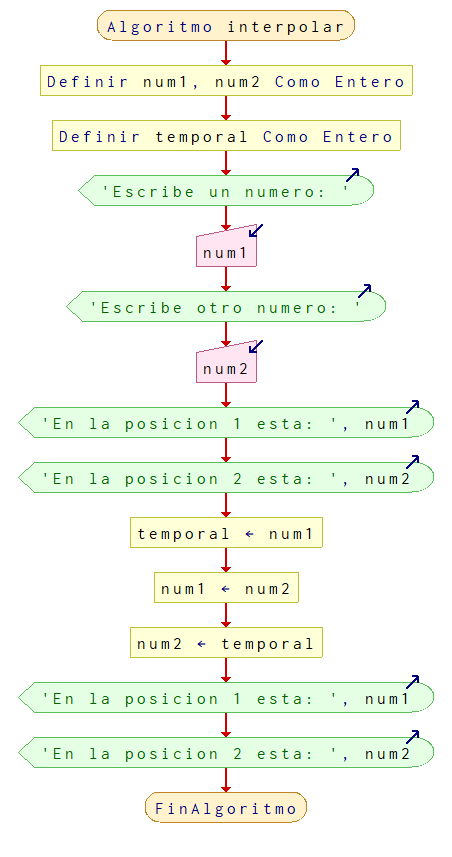 Algoritmo interpolar
Definir num1, num2 Como Entero
Definir temporal Como Entero
'Escribe un numero: '
num1
'Escribe otro numero: '
num2
'En la posicion 1 esta: ', num1
'En la posicion 2 esta: ', num2
temporal ← num1
num1 ← num2
num2 ← temporal
'En la posicion 1 esta: ', num1
'En la posicion 2 esta: ', num2
FinAlgoritmo